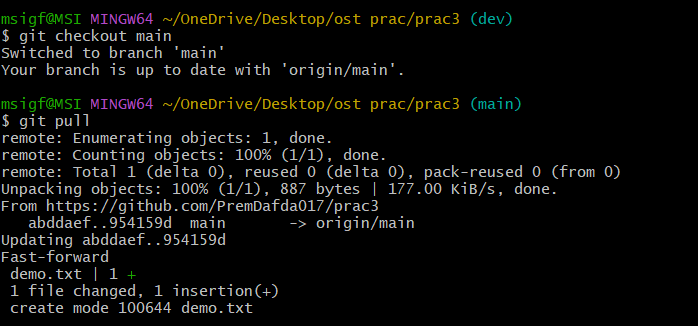 msigf@MSI MINGW64 ~/OneDrive/Desktop/ost prac/prac3 (dev)
$ git checkout main
Switched to branch 'main'
Your branch is up to date with 'origin/main'.

msigf@MSI MINGW64 ~/OneDrive/Desktop/ost prac/prac3 (main)
$ git pull
remote: Enumerating objects: 1, done.
remote: Counting objects: 100% (1/1), done.
remote: Total 1 (delta 0), reused 0 (delta 0), pack-reused 0 (from 0)
Unpacking objects: 100% (1/1), 887 bytes | 177.00 KiB/s, done.
From https://github.com/PremDafda017/prac3
   abddaef..954159d  main       -> origin/main
Updating abddaef..954159d
Fast-forward
 demo.txt | 1 +
 1 file changed, 1 insertion(+)
 create mode 100644 demo.txt